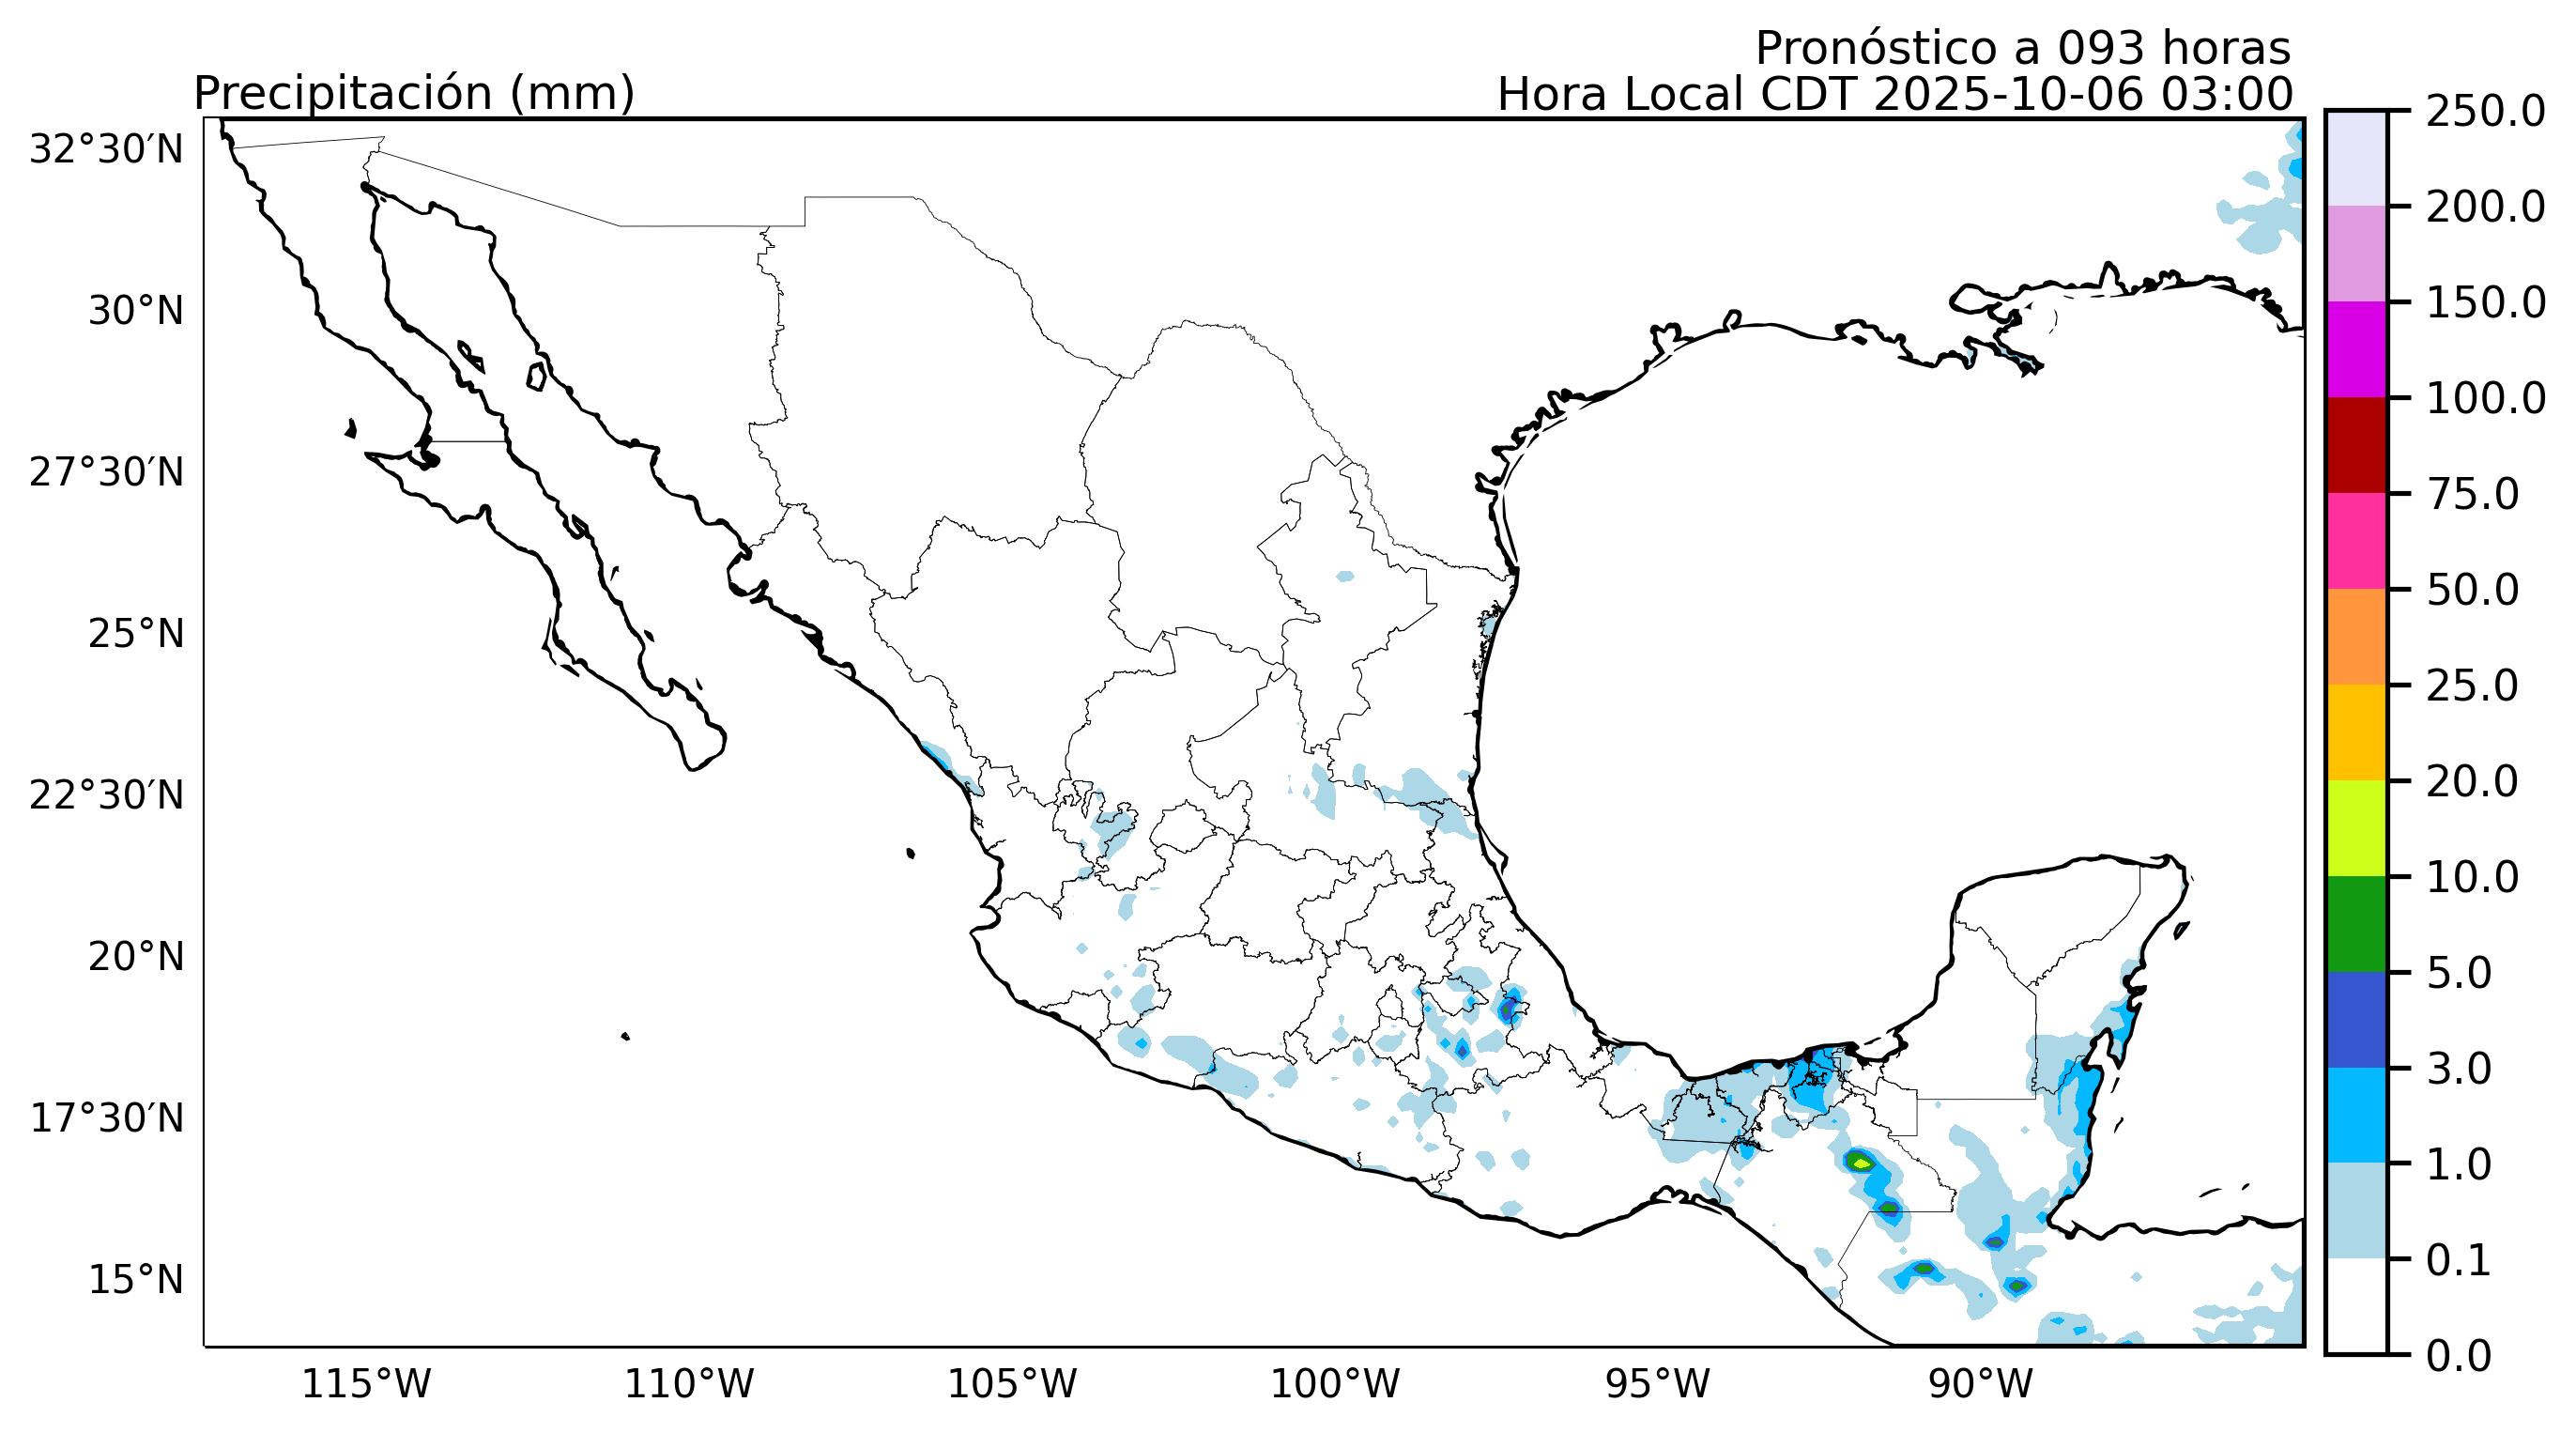 Pronóstico a 093 horas
Precipitación (mm)
Hora Local CDT 2025-10-06 03:00
32°30′N
30°N
27°30′N
25°N
22°30′N
20°N
17°30′N
15°N
115°W
110°W
105°W
100°W
95°W
90°W
250.0
200.0
150.0
100.0
75.0
50.0
25.0
20.0
10.0
5.0
3.0
1.0
0.1
0.0